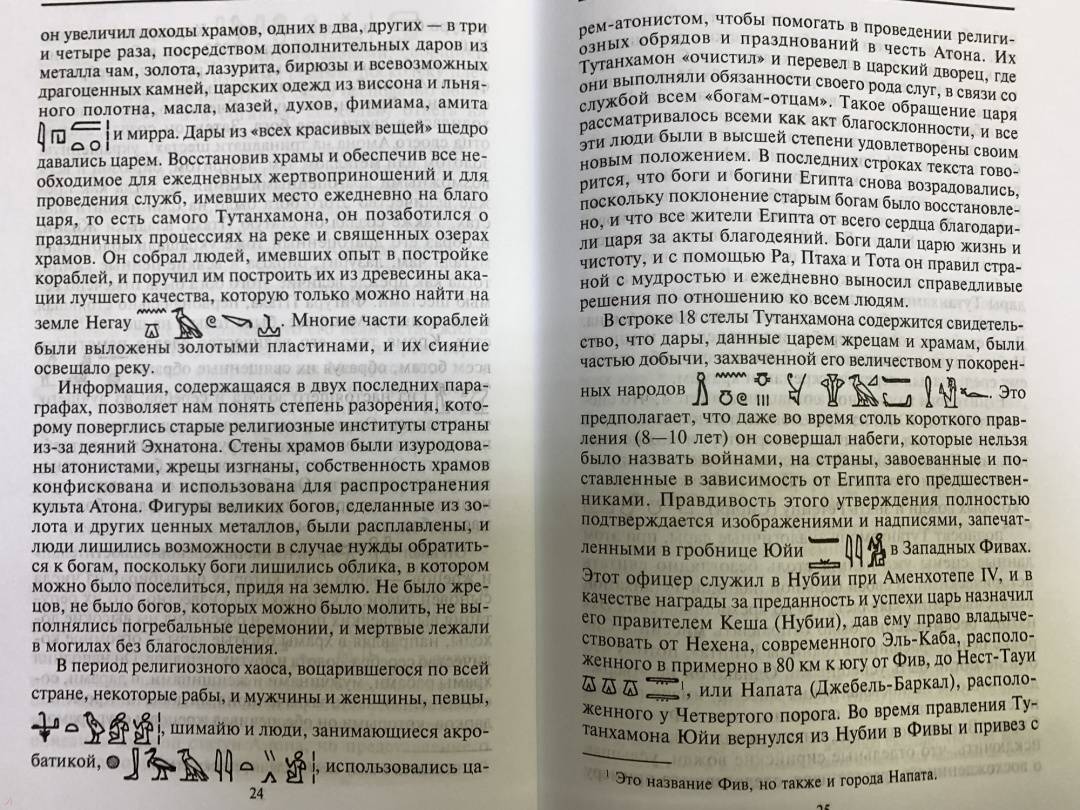 он увеличил доходы храмов, одних в два, других — в три
и четыре раза, посредством дополнительных даров из
металла чам, золота, лазурита, бирюзы и всевозможных
драгоценных камней, царских одежд из виссона и льня-
ного полотна, масла, мазей, духов, фимиама, амита
и мирра. Дары из «всех красивых вещей» щедро
давались царем. Восстановив храмы и обеспечив все не-
обходимое для ежедневных жертвоприношений и для
проведения служб, имевших место ежедневно на благо
царя, то есть самого Тутанхамона, он позаботился о
праздничных процессиях на реке и священных озерах
храмов. Он собрал людей, имевших опыт в постройке
кораблей, и поручил им построить их из древесины ака-
ции лучшего качества, которую только можно найти на
земле Негау . Многие части кораблей
были выложены золотыми пластинами, и их сияние
освещало реку.
Информация, содержащаяся в двух последних пара-
графах, позволяет нам понять степень разорения, кото-
рому поверглись старые религиозные институты страны
из-за деяний Эхнатона. Стены храмов были изуродова-
ны атонистами, жрецы изгнаны, собственность храмов
конфискована и использована для распространения
культа Атона. Фигуры великих богов, сделанные из зо-
лота и других ценных металлов, были расплавлены, и
люди лишились возможности в случае нужды обратить-
ся к богам, поскольку боги лишились облика, в котором
можно было поселиться, придя на землю. Не было жре-
цов, не было богов, которых можно было молить, не вы-
полнялись погребальные церемонии, и мертвые лежали
в могилах без благословления.
В период религиозного хаоса, воцарившегося по всей
стране, некоторые рабы, и мужчины и женщины, певцы,
, шимайю и люди, занимающиеся акро-
батикой, , использовались ца-
24
рем-атонистом, чтобы помогать в проведении религи-
озных обрядов и празднований в честь Атона. Их
Тутанхамон «очистил» и перевел в царский дворец, где
они выполняли обязанности своего рода слуг, в связи со
службой всем «богам-отцам». Такое обращение царя
рассматривалось всеми как акт благосклонности, и все
эти люди были в высшей степени удовлетворены своим
новым положением. В последних строках текста гово-
рится, что боги и богини Египта снова возрадовались,
поскольку поклонение старым богам было восстановле-
но, и что все жители Египта от всего сердца благодари-
ли царя за акты благодеяний. Боги дали царю жизнь и
чистоту, и с помощью Ра, Птаха и Тота он правил стра-
ной с мудростью и ежедневно выносил справедливые
решения по отношению ко всем людям.
В строке 18 стелы Тутанхамона содержится свидетель-
ство, что дары, данные царем жрецам и храмам, были
частью добычи, захваченной его величеством у покорен-
ных народов . Это
предполагает, что даже во время столь короткого прав-
ления (8—10 лет) он совершал набеги, которые нельзя
было назвать войнами, на страны, завоеванные и по-
ставленные в зависимость от Египта его предшествен-
никами. Правдивость этого утверждения полностью
подтверждается изображениями и надписями, запечат-
ленными в гробнице Юйи в Западных Фивах.
Этот офицер служил в Нубии при Аменхотепе IV, и в
качестве награды за преданность и успехи царь назначил
его правителем Кеша (Нубии), дав ему право владыче-
ствовать от Нехена, современного Эль-Каба, располо-
женного в примерно в 80 км к югу от Фив, до Нест-Тауи
¹, или Напата (Джебель-Баркал), располо-
женного у Четвертого порога. Во время правления Ту-
танхамона Юйи вернулся из Нубии в Фивы и привез с
¹ Это название Фив, но также и города Напата.
25